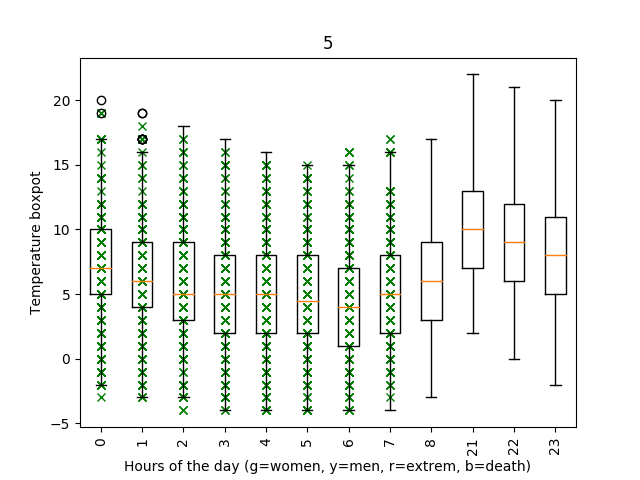 5
20
15
10
5
0
−5
Temperature boxpot
0 1 2 3 4 5 6 7 8 21 22 23
Hours of the day (g=women, y=men, r=extrem, b=death)